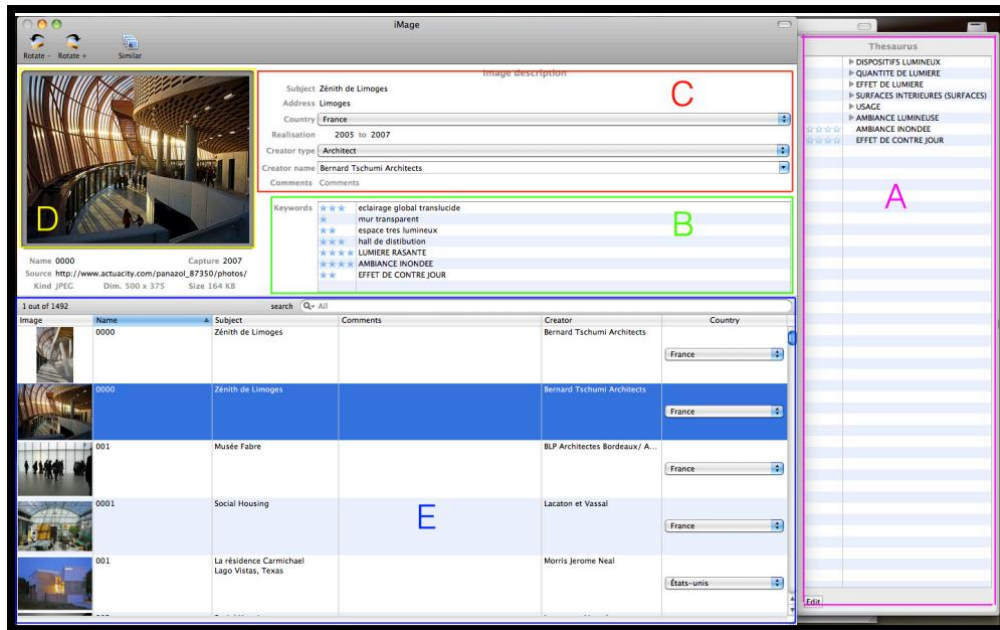 iMage
Rotate - Rotate + Similar
Image description
Subject Zénith de Limoges
Address Limoges
Country France
Realisation 2005 to 2007
Creator type Architect
Creator name Bernard Tschumi Architects
Comments Comments
C
D
Name 0000 Capture 2007
Source http://www.actuacity.com/panazol_87350/photos/
Kind JPEG Dim. 500 x 375 Size 164 KB
Keywords
eclairage global translucide
mur transparent
espace tres lumineux
hall de distibution
LUMIERE RASANTE
AMBIANCE INONDEE
EFFET DE CONTRE JOUR
B
1 out of 1492 search All
Image Name Subject Comments Creator Country
0000 Zénith de Limoges Bernard Tschumi Architects
France
0000 Zénith de Limoges Bernard Tschumi Architects
France
001 Musée Fabre BLP Architectes Bordeaux/ A...
France
0001 Social Housing Lacaton et Vassal
France
001 La résidence Carmichael Morris Jerome Neal
Lago Vistas, Texas
États-unis
E
Thesaurus
DISPOSITIFS LUMINEUX
QUANTITE DE LUMIERE
EFFET DE LUMIERE
SURFACES INTERIEURES (SURFACES)
USAGE
AMBIANCE LUMINEUSE
AMBIANCE INONDEE
EFFET DE CONTRE JOUR
A
Edit